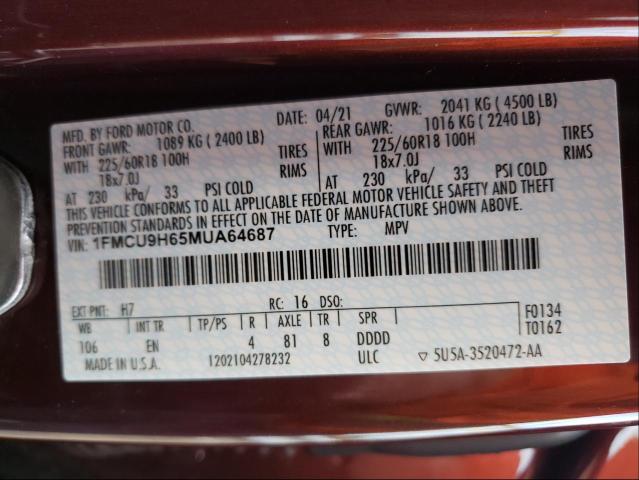 MFD. BY FORD MOTOR CO.
DATE: 04/21 GVWR: 2041 KG ( 4500 LB)
FRONT GAWR: 1089 KG ( 2400 LB) REAR GAWR: 1016 KG ( 2240 LB)
WITH 225/60R18 100H TIRES WITH 225/60R18 100H TIRES
18x7.0J RIMS 18x7.0J RIMS
AT 230 kPa/ 33 PSI COLD AT 230 kPa/ 33 PSI COLD
THIS VEHICLE CONFORMS TO ALL APPLICABLE FEDERAL MOTOR VEHICLE SAFETY AND THEFT
PREVENTION STANDARDS IN EFFECT ON THE DATE OF MANUFACTURE SHOWN ABOVE.
VIN: 1FMCU9H65MUA64687 TYPE: MPV
EXT PNT: H7 RC: 16 DSO:
WB INT TR TP/PS R AXLE TR SPR F0134
106 EN 4 81 8 DDDD T0162
MADE IN U.S.A. 1202104278232 ULC ▽ 5U5A-3520472-AA